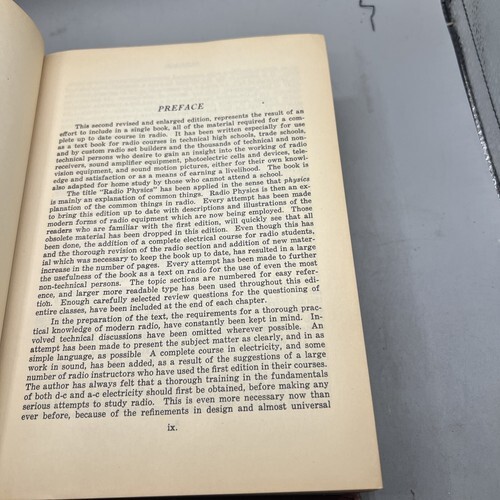 PREFACE
This second revised and enlarged edition, represents the result of an
effort to include in a single book, all of the material required for a com-
plete up to date course in radio. It has been written especially for use
as a text book for radio courses in technical high schools, trade schools,
and by custom radio set builders and the thousands of technical and non-
technical persons who desire to gain an insight into the working of radio
receivers, sound amplifier equipment, photoelectric cells and devices, tele-
vision equipment, and sound motion pictures, either for their own knowl-
edge and satisfaction or as a means of earning a livelihood. The book is
also adapted for home study by those who cannot attend a school.
The title "Radio Physics" has been applied in the sense that physics
is mainly an explanation of common things. Radio Physics is then an ex-
planation of the common things in radio. Every attempt has been made
to bring this edition up to date with descriptions and illustrations of the
modern forms of radio equipment which are now being employed. Those
readers who are familiar with the first edition, will quickly see that all
obsolete material has been dropped in this edition. Even though this has
been done, the addition of a complete electrical course for radio students,
and the thorough revision of the radio section and addition of new mater-
ial which was necessary to keep the book up to date, has resulted in a large
increase in the number of pages. Every attempt has been made to further
the usefulness of the book as a text on radio for the use of even the most
non-technical persons. The topic sections are numbered for easy refer-
ence, and larger more readable type has been used throughout this edi-
tion. Enough carefully selected review questions for the questioning of
entire classes, have been included at the end of each chapter.
In the preparation of the text, the requirements for a thorough prac-
tical knowledge of modern radio, have constantly been kept in mind. In-
volved technical discussions have been omitted wherever possible. An
attempt has been made to present the subject matter as clearly, and in as
simple language, as possible A complete course in electricity, and some
work in sound, has been added, as a result of the suggestions of a large
number of radio instructors who have used the first edition in their courses.
The author has always felt that a thorough training in the fundamentals
of both d-c and a-c electricity should first be obtained, before making any
serious attempts to study radio. This is even more necessary now than
ever before, because of the refinements in design and almost universal
ix.